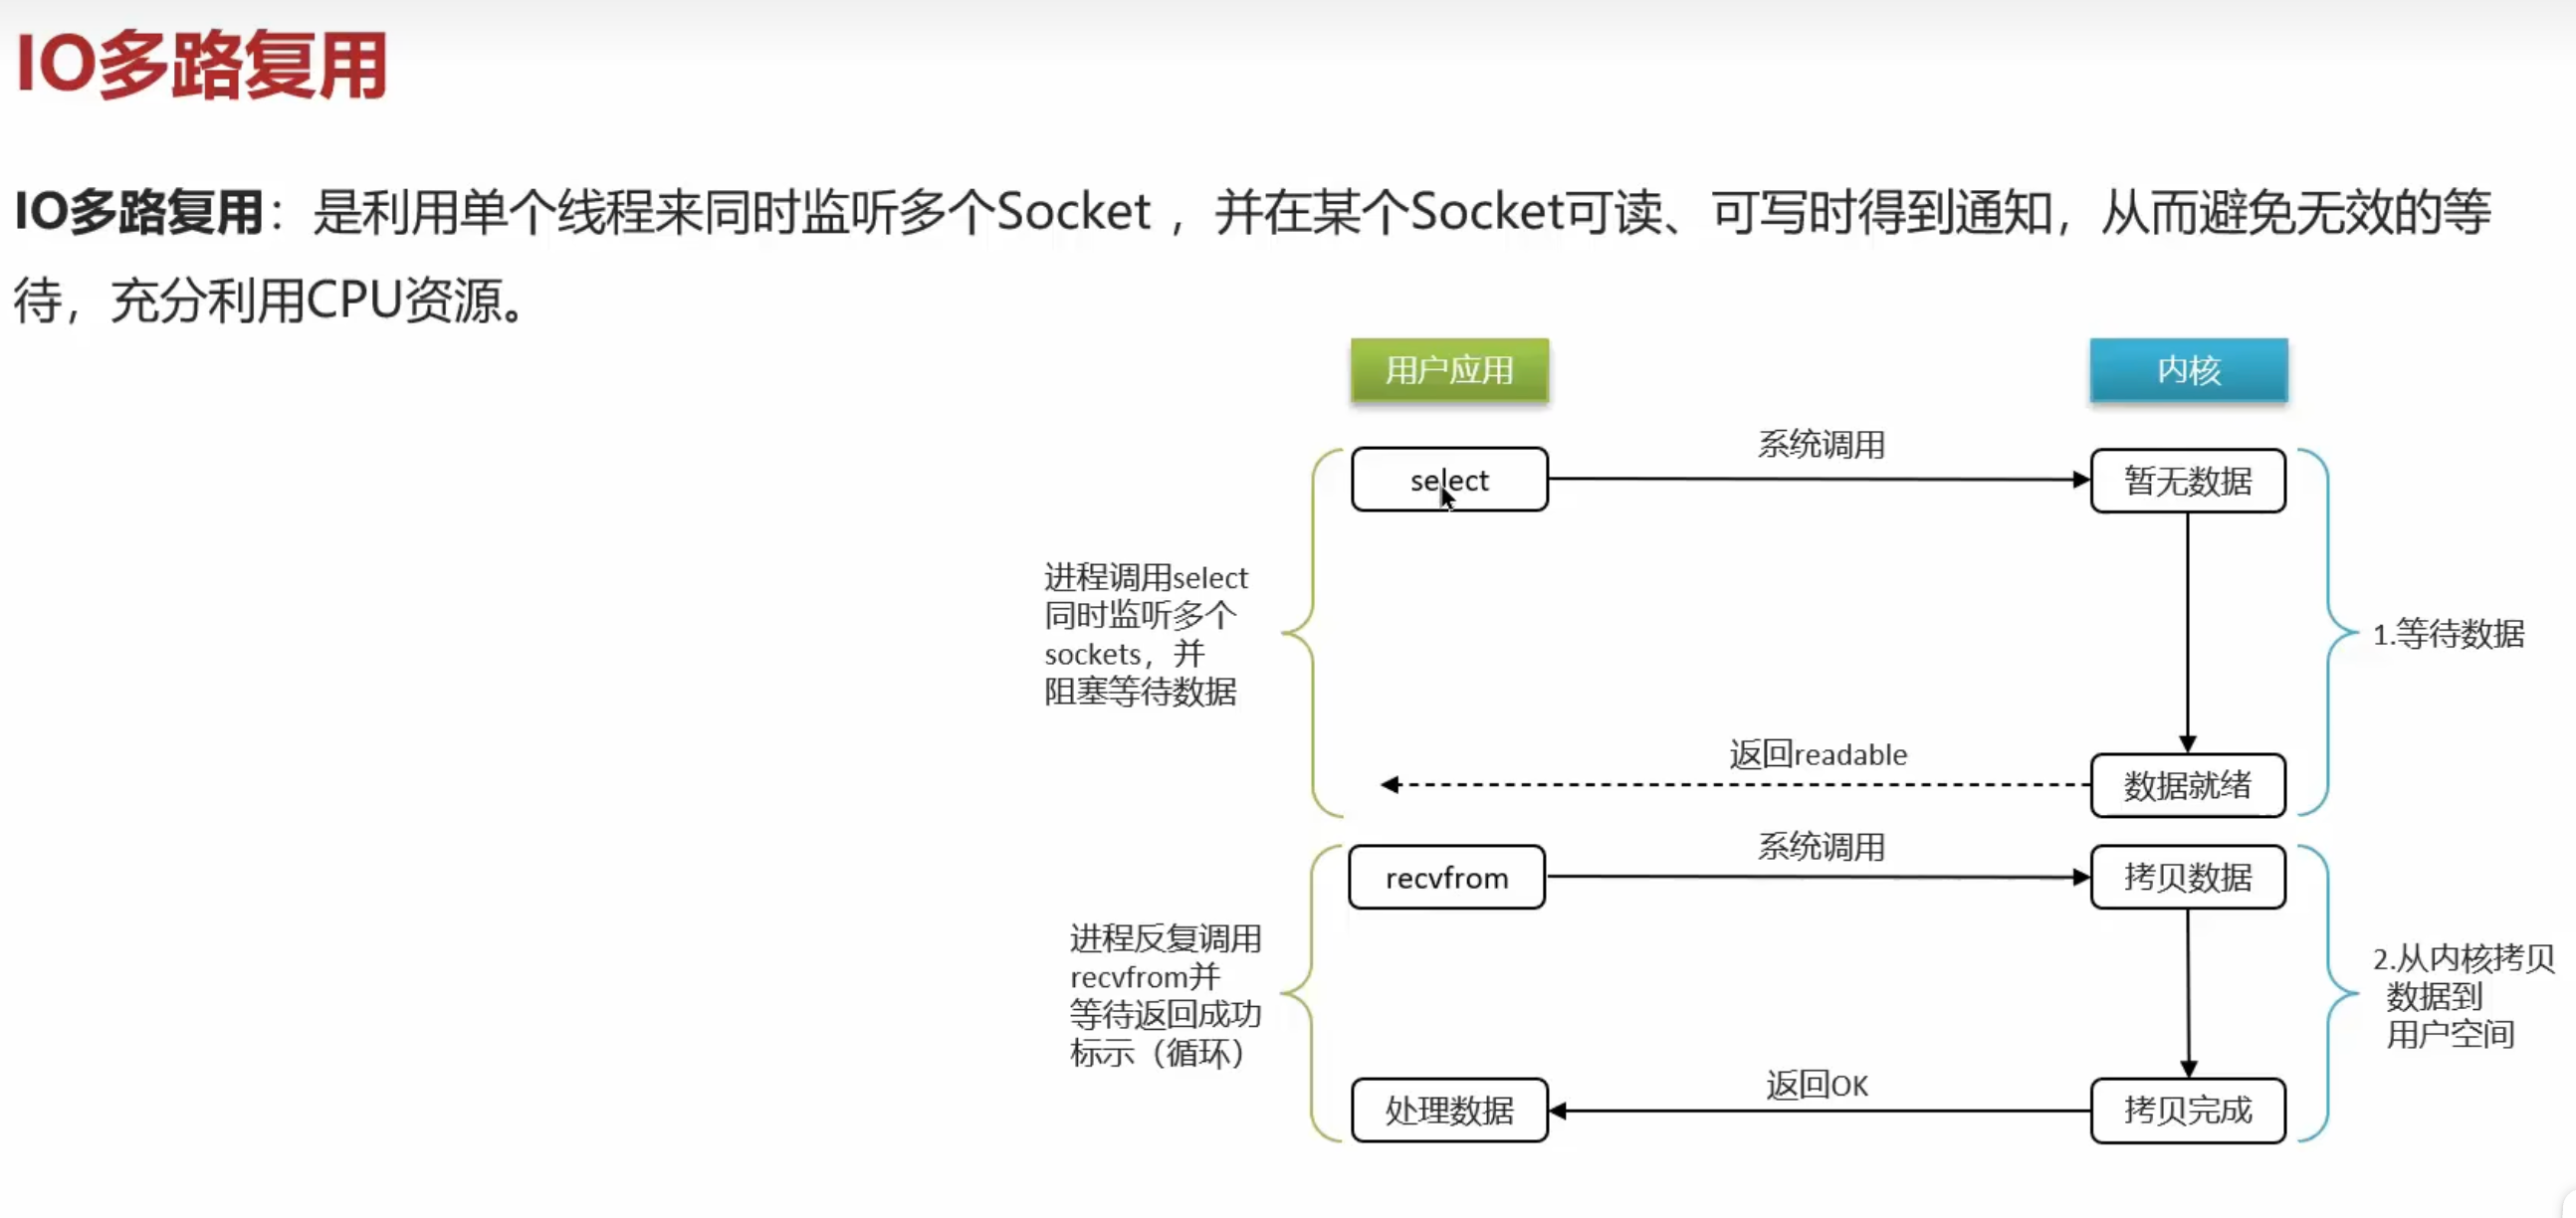 IO多路复用
IO多路复用：是利用单个线程来同时监听多个Socket ，并在某个Socket可读、可写时得到通知，从而避免无效的等
待，充分利用CPU资源。
用户应用
内核
系统调用
select
暂无数据
进程调用select
同时监听多个
sockets，并
阻塞等待数据
1.等待数据
返回readable
数据就绪
系统调用
recvfrom
拷贝数据
进程反复调用
recvfrom并
等待返回成功
标示（循环）
2.从内核拷贝
数据到
用户空间
返回OK
处理数据
拷贝完成